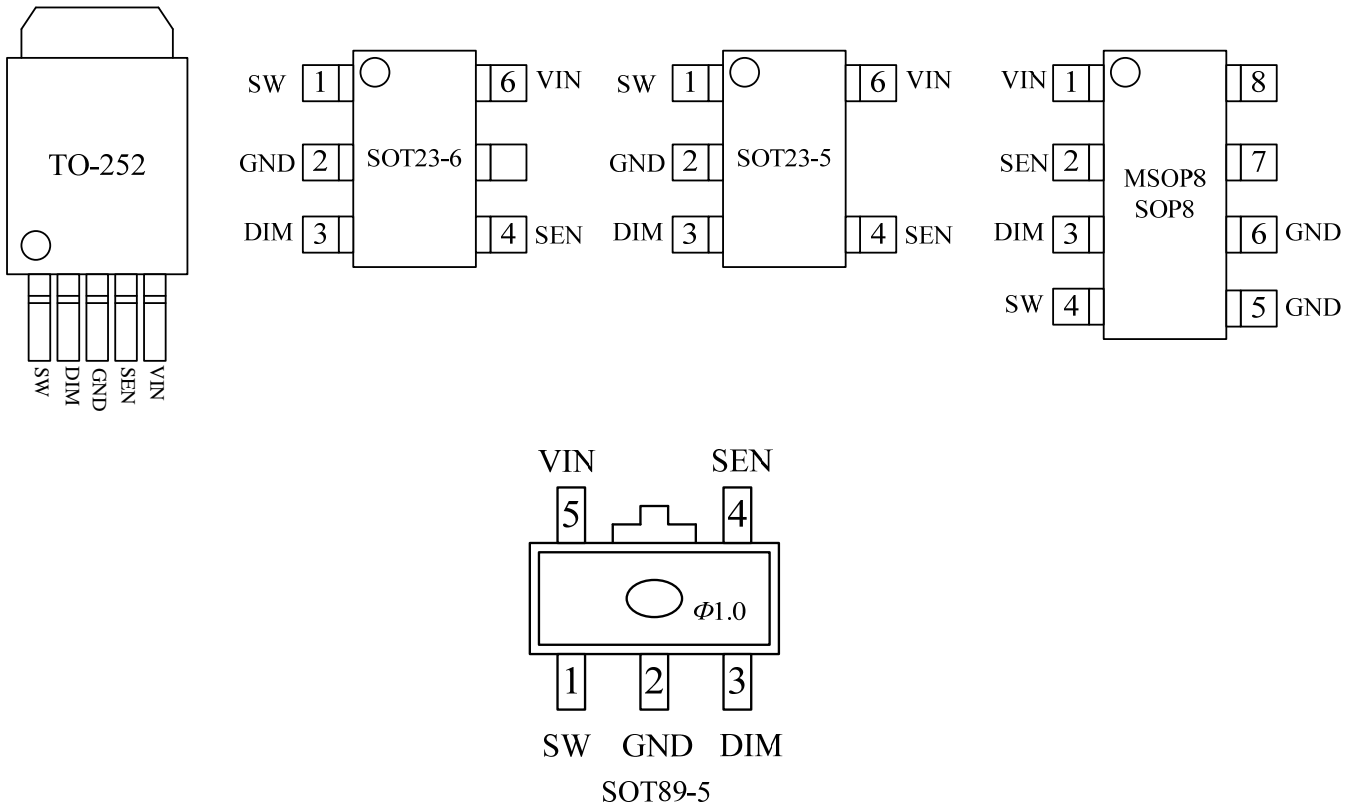 TO-252
SW
DIM
GND
SEN
VIN
SW 1 6 VIN
GND 2 SOT23-6
DIM 3 4 SEN
SW 1 6 VIN
GND 2 SOT23-5
DIM 3 4 SEN
VIN 1 8
SEN 2 7
MSOP8
SOP8
DIM 3 6 GND
SW 4 5 GND
VIN SEN
5 4
Φ1.0
1 2 3
SW GND DIM
SOT89-5